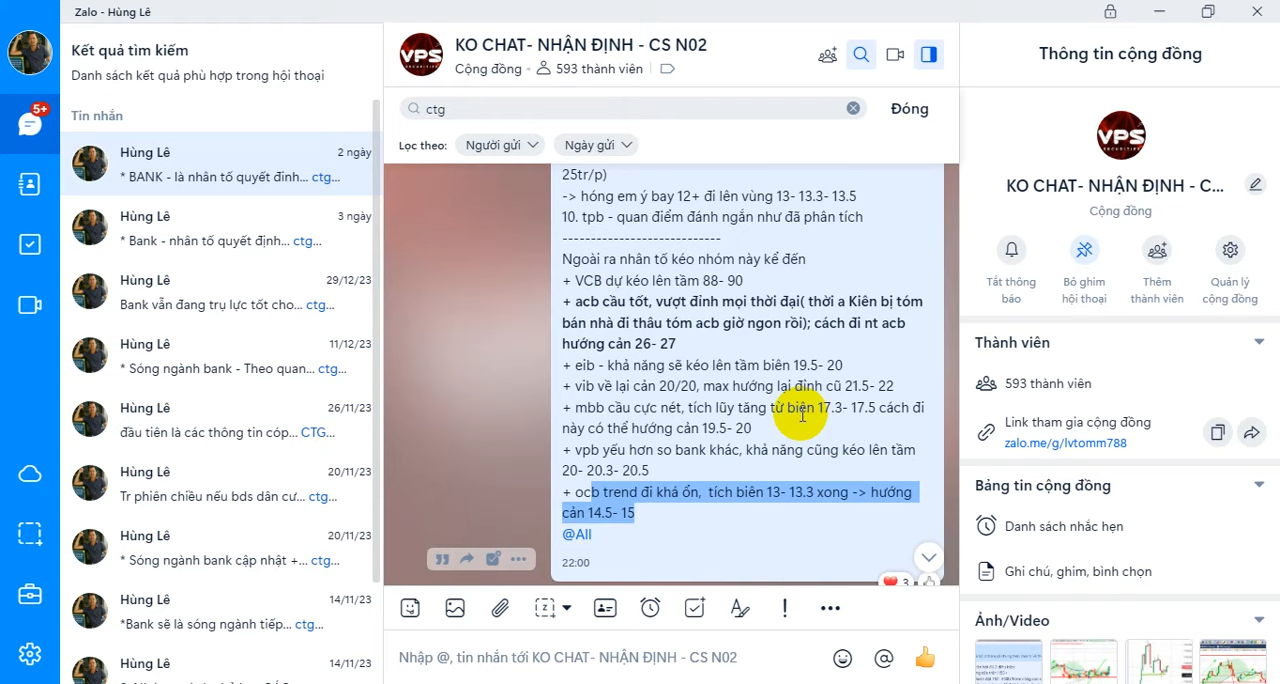 Zalo - Hùng Lê
5+
Kết quả tìm kiếm
Danh sách kết quả phù hợp trong hội thoại
Tin nhắn
Hùng Lê
2 ngày
* BANK - là nhân tố quyết đinh... ctg...
Hùng Lê
3 ngày
* Bank - nhân tố quyết định... ctg...
Hùng Lê
29/12/23
Bank vẫn đang trụ lực tốt cho... ctg...
Hùng Lê
11/12/23
* Sóng ngành bank - Theo quan... ctg...
Hùng Lê
26/11/23
đầu tiên là các thông tin cóp... CTG...
Hùng Lê
20/11/23
Tr phiên chiều nếu bds dân cư... ctg...
Hùng Lê
20/11/23
* Sóng ngành bank cập nhật +... ctg...
Hùng Lê
14/11/23
*Bank sẽ là sóng ngành tiếp... ctg...
Hùng Lê
14/11/23
VPS
SECURITIES
KO CHAT- NHẬN ĐỊNH - CS N02
Cộng đồng - 593 thành viên
ctg
Đóng
Lọc theo:
Người gửi
Ngày gửi
25tr/p)
-> hóng em ý bay 12+ đi lên vùng 13- 13.3- 13.5
10. tpb - quan điểm đánh ngắn như đã phân tích
----------------------------
Ngoài ra nhân tố kéo nhóm này kể đến
+ VCB dự kéo lên tầm 88- 90
+ acb cầu tốt, vượt đỉnh mọi thời đại( thời a Kiên bị tóm
bán nhà đi thâu tóm acb giờ ngon rồi); cách đi nt acb
hướng cản 26- 27
+ eib - khả năng sẽ kéo lên tầm biên 19.5- 20
+ vib về lại cản 20/20, max hướng lại đỉnh cũ 21.5- 22
+ mbb cầu cực nét, tích lũy tăng từ biên 17.3- 17.5 cách đi
này có thể hướng cản 19.5- 20
+ vpb yếu hơn so bank khác, khả năng cũng kéo lên tầm
20- 20.3- 20.5
+ ocb trend đi khá ổn, tích biên 13- 13.3 xong -> hướng
cản 14.5- 15
@All
22:00
3
Nhập @, tin nhắn tới KO CHAT- NHẬN ĐỊNH - CS N02
Thông tin cộng đồng
VPS
SECURITIES
KO CHAT- NHẬN ĐỊNH - C...
Cộng đồng
Tắt thông báo
Bỏ ghim hội thoại
Thêm thành viên
Quản lý cộng đồng
Thành viên
593 thành viên
Link tham gia cộng đồng
zalo.me/g/lvtomm788
Bảng tin cộng đồng
Danh sách nhắc hẹn
Ghi chú, ghim, bình chọn
Ảnh/Video